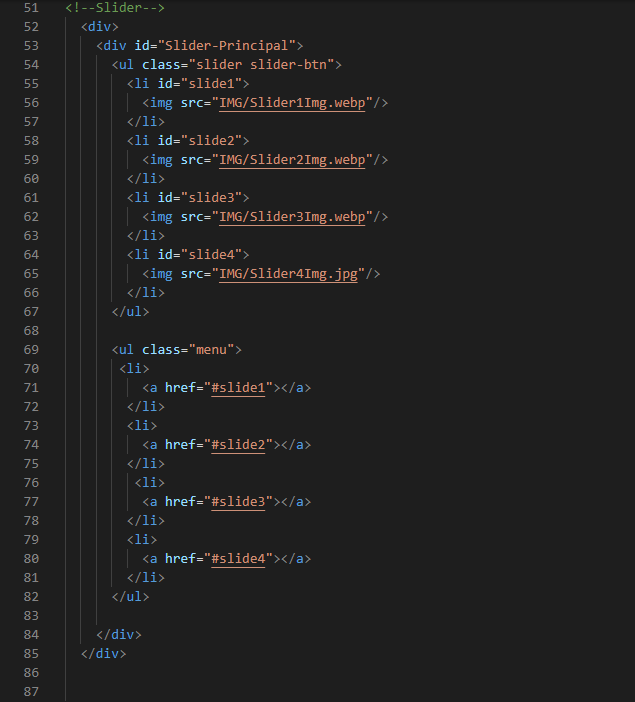 51 <!--Slider-->
52   <div>
53     <div id="Slider-Principal">
54       <ul class="slider slider-btn">
55         <li id="slide1">
56           <img src="IMG/Slider1Img.webp"/>
57         </li>
58         <li id="slide2">
59           <img src="IMG/Slider2Img.webp"/>
60         </li>
61         <li id="slide3">
62           <img src="IMG/Slider3Img.webp"/>
63         </li>
64         <li id="slide4">
65           <img src="IMG/Slider4Img.jpg"/>
66         </li>
67       </ul>
68
69       <ul class="menu">
70        <li>
71           <a href="#slide1"></a>
72         </li>
73         <li>
74           <a href="#slide2"></a>
75         </li>
76          <li>
77           <a href="#slide3"></a>
78         </li>
79         <li>
80           <a href="#slide4"></a>
81         </li>
82       </ul>
83
84     </div>
85   </div>
86
87